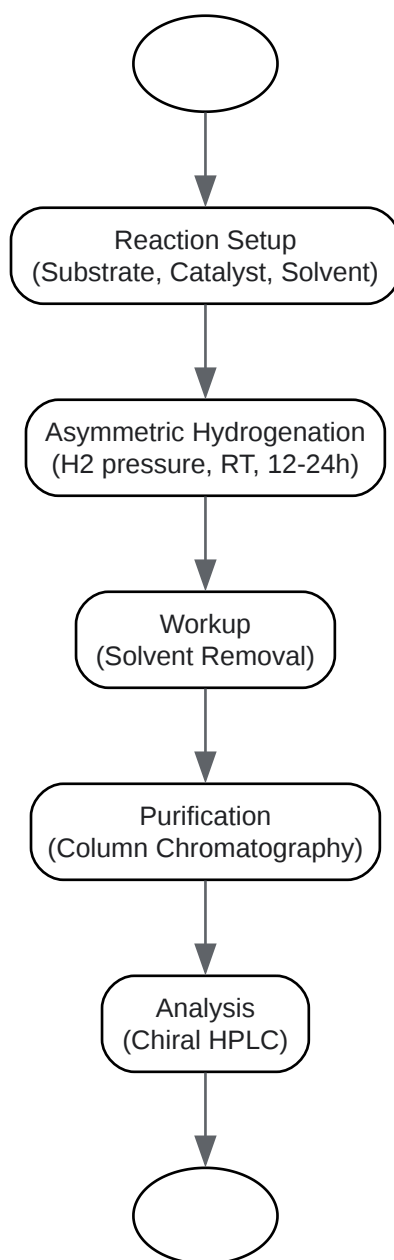 Reaction Setup
(Substrate, Catalyst, Solvent)
Asymmetric Hydrogenation
(H2 pressure, RT, 12-24h)
Workup
(Solvent Removal)
Purification
(Column Chromatography)
Analysis
(Chiral HPLC)